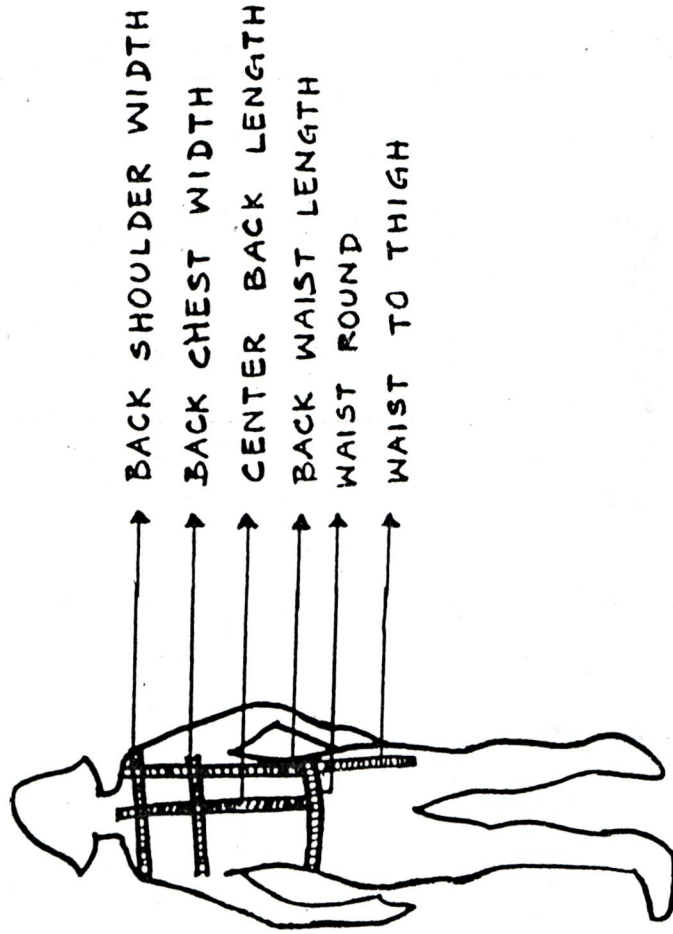 BACK SHOULDER WIDTH
BACK CHEST WIDTH
CENTER BACK LENGTH
BACK WAIST LENGTH
WAIST ROUND
WAIST TO THIGH